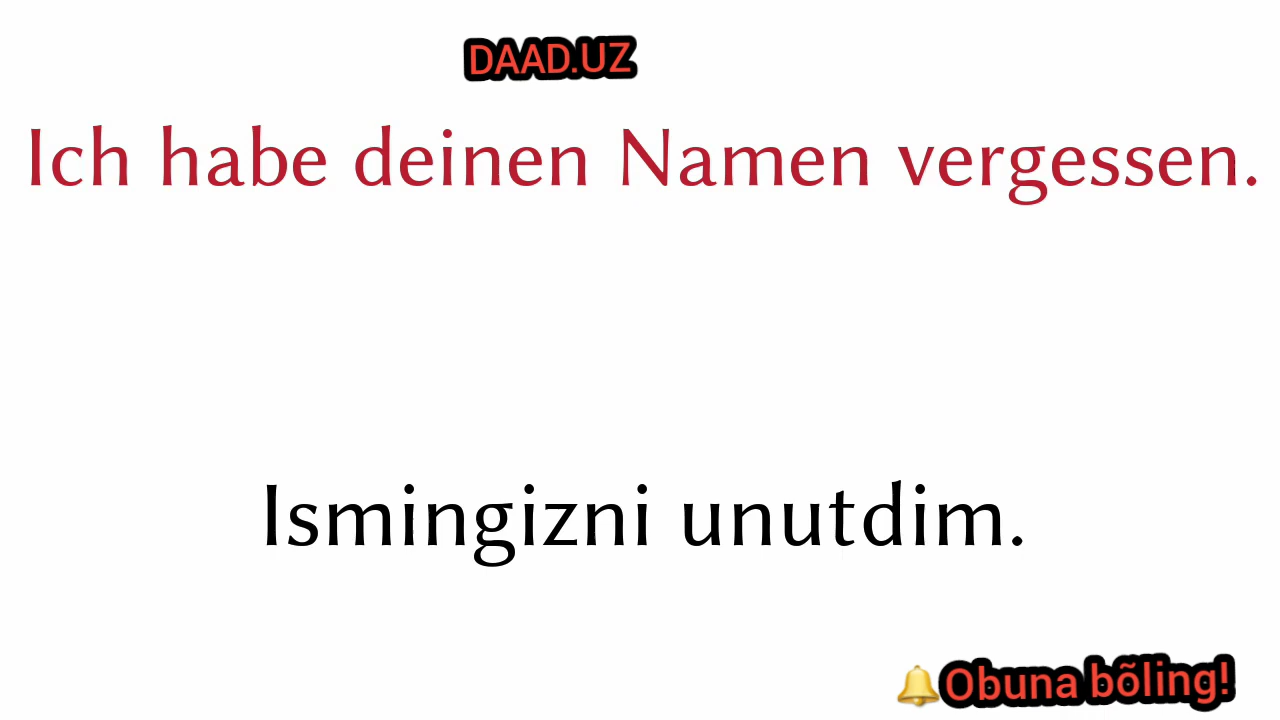 DAAD.UZ
Ich habe deinen Namen vergessen.
Ismingizni unutdim.
🔔Obuna bõling!